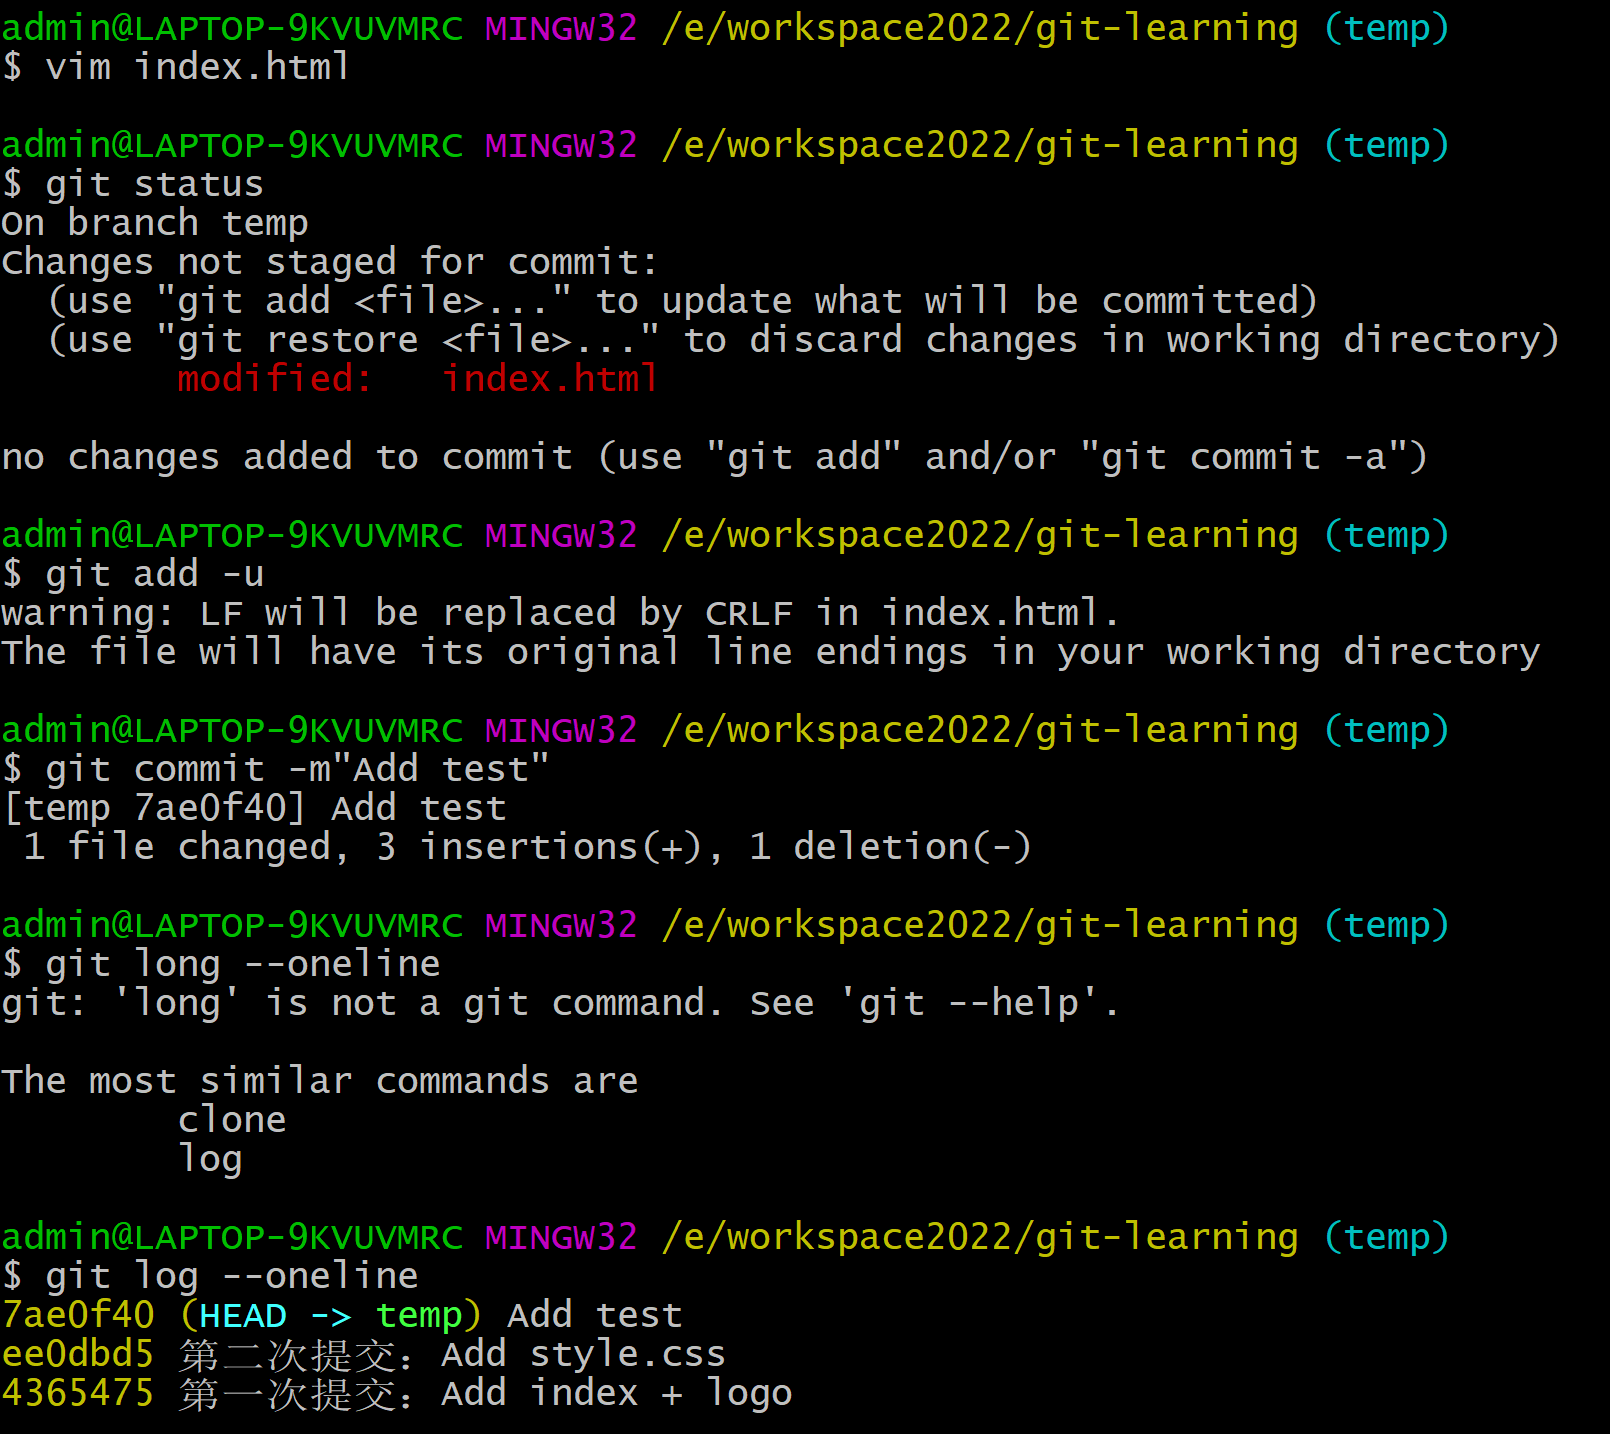 admin@LAPTOP-9KVUVMRC MINGW32 /e/workspace2022/git-learning (temp)
$ vim index.html
admin@LAPTOP-9KVUVMRC MINGW32 /e/workspace2022/git-learning (temp)
$ git status
On branch temp
Changes not staged for commit:
  (use "git add <file>..." to update what will be committed)
  (use "git restore <file>..." to discard changes in working directory)
        modified:   index.html
no changes added to commit (use "git add" and/or "git commit -a")
admin@LAPTOP-9KVUVMRC MINGW32 /e/workspace2022/git-learning (temp)
$ git add -u
warning: LF will be replaced by CRLF in index.html.
The file will have its original line endings in your working directory
admin@LAPTOP-9KVUVMRC MINGW32 /e/workspace2022/git-learning (temp)
$ git commit -m"Add test"
[temp 7ae0f40] Add test
 1 file changed, 3 insertions(+), 1 deletion(-)
admin@LAPTOP-9KVUVMRC MINGW32 /e/workspace2022/git-learning (temp)
$ git long --oneline
git: 'long' is not a git command. See 'git --help'.
The most similar commands are
        clone
        log
admin@LAPTOP-9KVUVMRC MINGW32 /e/workspace2022/git-learning (temp)
$ git log --oneline
7ae0f40 (HEAD -> temp) Add test
ee0dbd5 第二次提交：Add style.css
4365475 第一次提交：Add index + logo